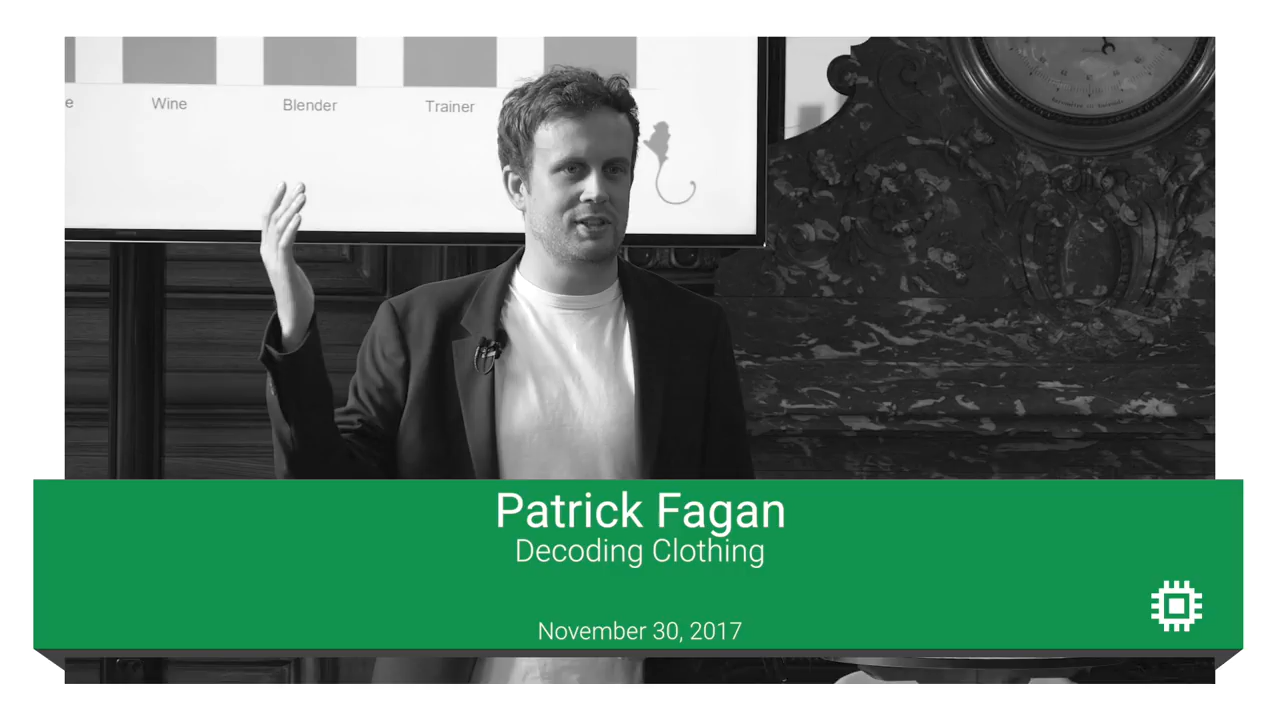 e Wine Blender Trainer
Patrick Fagan
Decoding Clothing
November 30, 2017